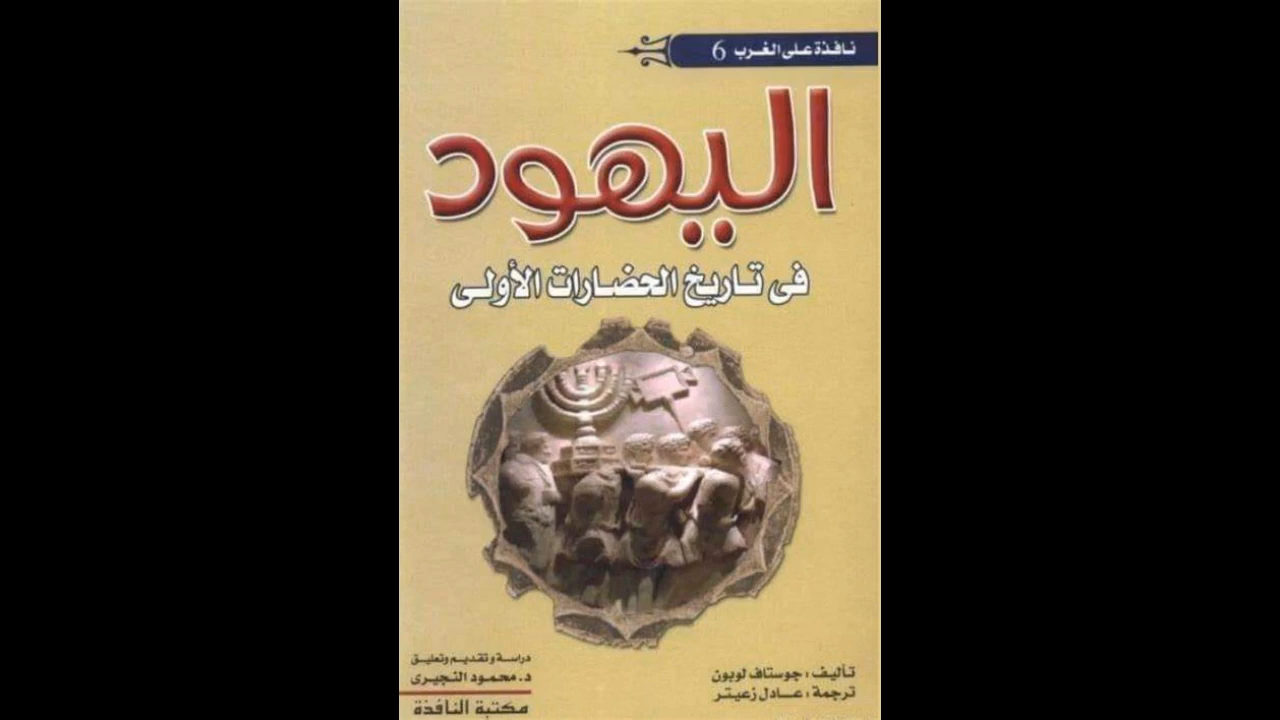 نافذة على الغرب 6
اليهود
فى تاريخ الحضارات الأولى
تأليف : جوستاف لوبون
ترجمة : عادل زعيتر
دراسة وتقديم وتعليق
د. محمود النجيرى
مكتبة النافذة